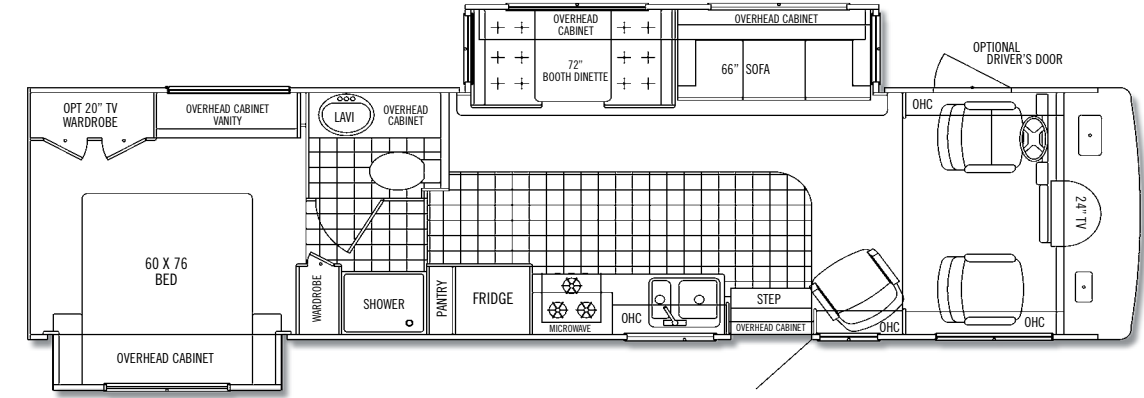 OVERHEAD
CABINET
OVERHEAD CABINET
72"
BOOTH DINETTE
66" SOFA
OPTIONAL
DRIVER'S DOOR
OPT 20" TV
WARDROBE
OVERHEAD CABINET
VANITY
LAVI
OVERHEAD
CABINET
OHC
24" TV
60 X 76
BED
WARDROBE
SHOWER
PANTRY
FRIDGE
MICROWAVE
OHC
STEP
OVERHEAD CABINET
OHC
OHC
OVERHEAD CABINET